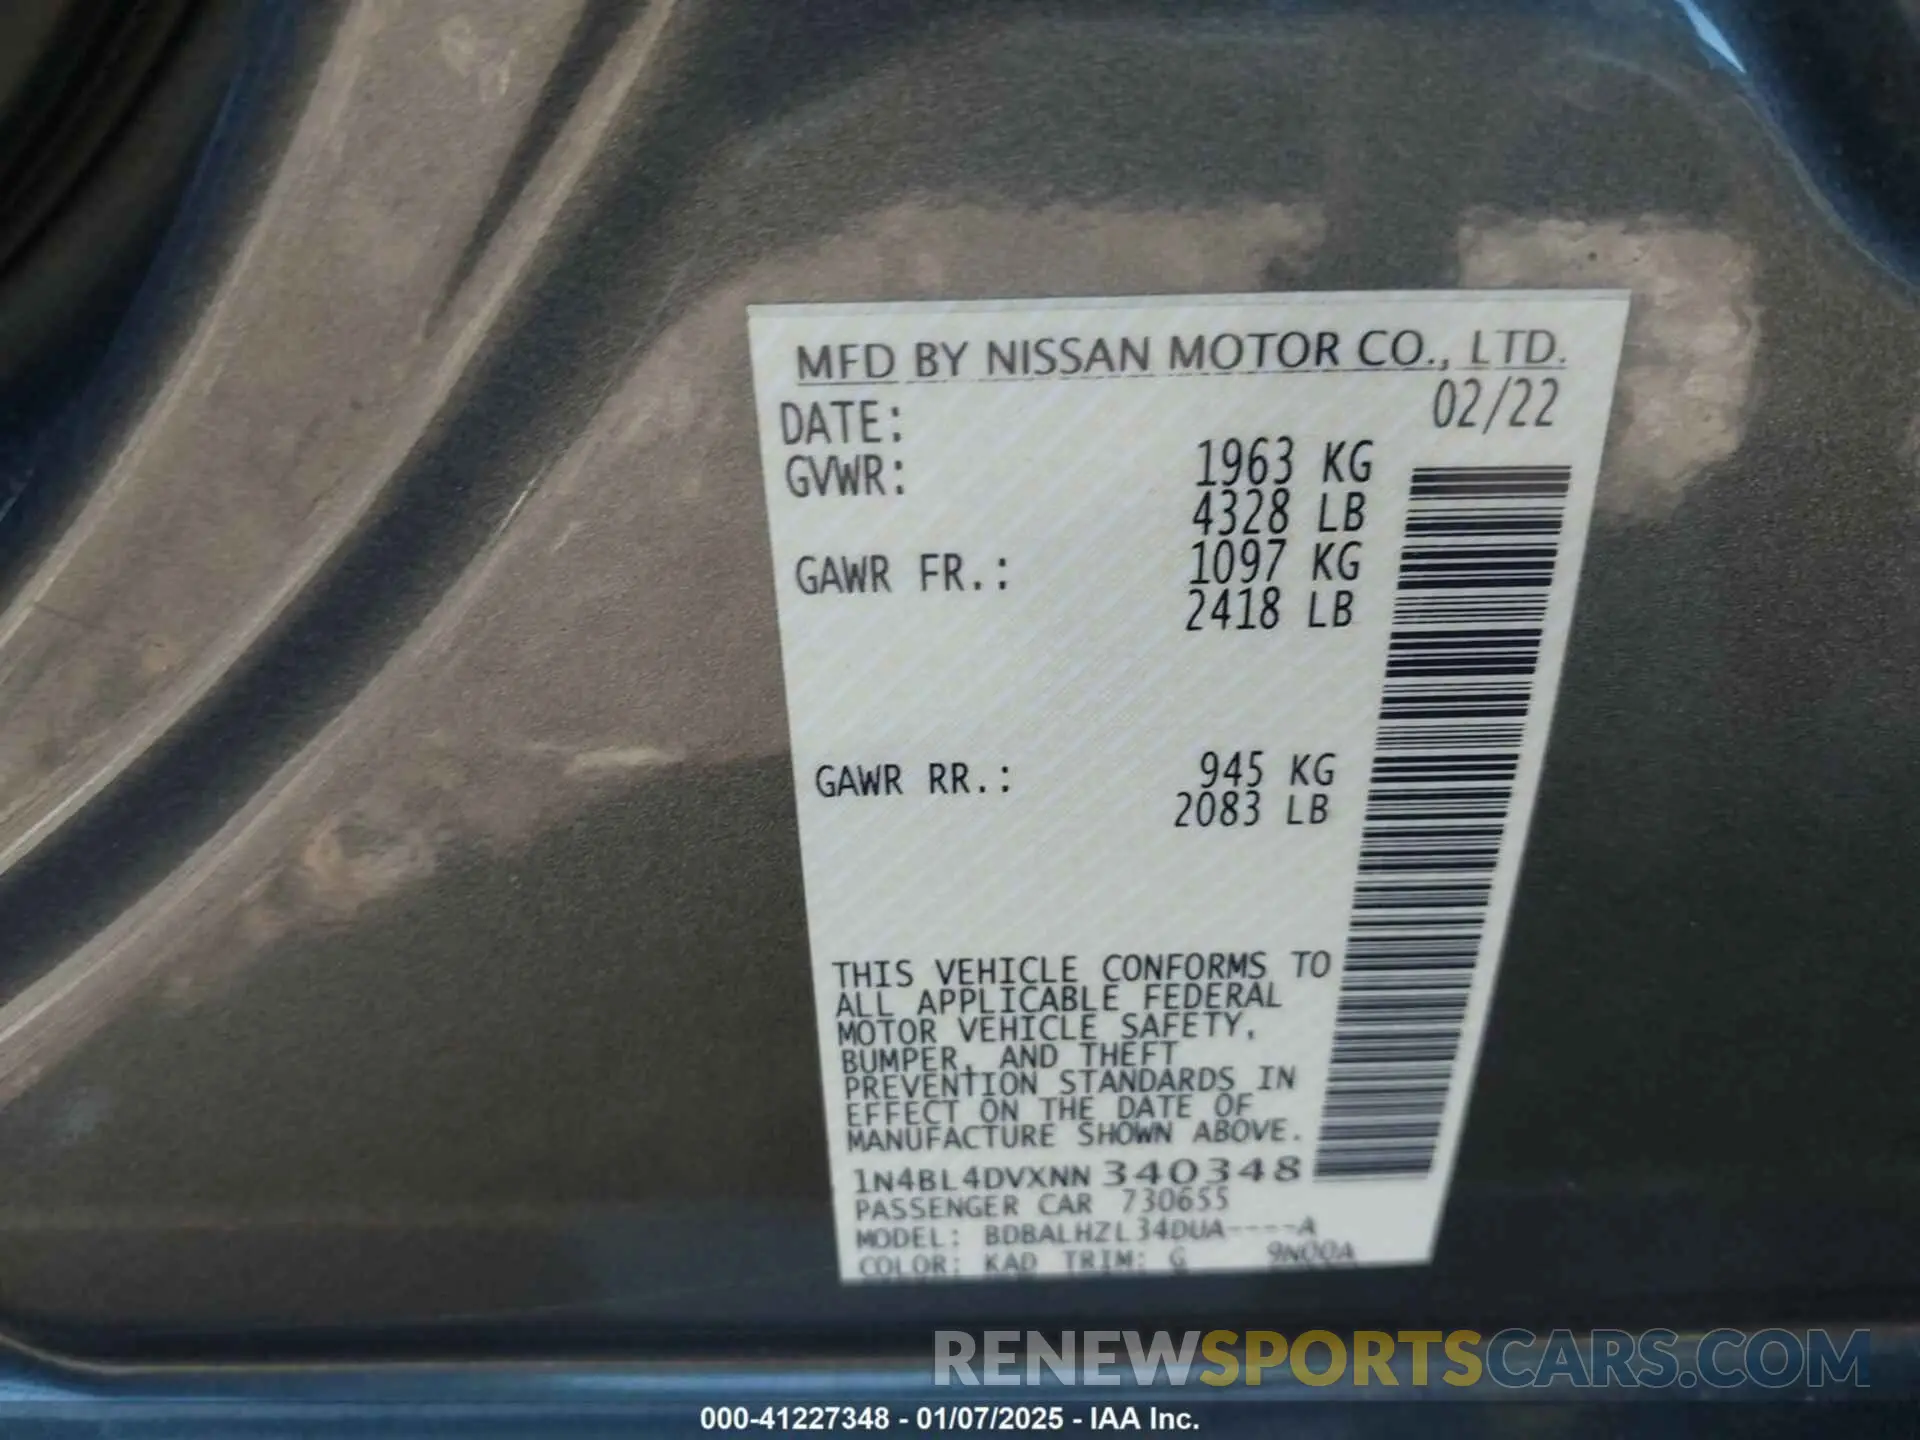 MFD BY NISSAN MOTOR CO., LTD.
DATE: 02/22
GVWR: 1963 KG
4328 LB
GAWR FR.: 1097 KG
2418 LB
GAWR RR.: 945 KG
2083 LB
THIS VEHICLE CONFORMS TO
ALL APPLICABLE FEDERAL
MOTOR VEHICLE SAFETY,
BUMPER, AND THEFT
PREVENTION STANDARDS IN
EFFECT ON THE DATE OF
MANUFACTURE SHOWN ABOVE.
1N4BL4DVXNN340348
PASSENGER CAR 730655
MODEL: BDBALHZL34DUA----A
COLOR: KAD TRIM: G 9N00A
RENEWSPORTSCARS.COM
000-41227348 - 01/07/2025 - IAA Inc.